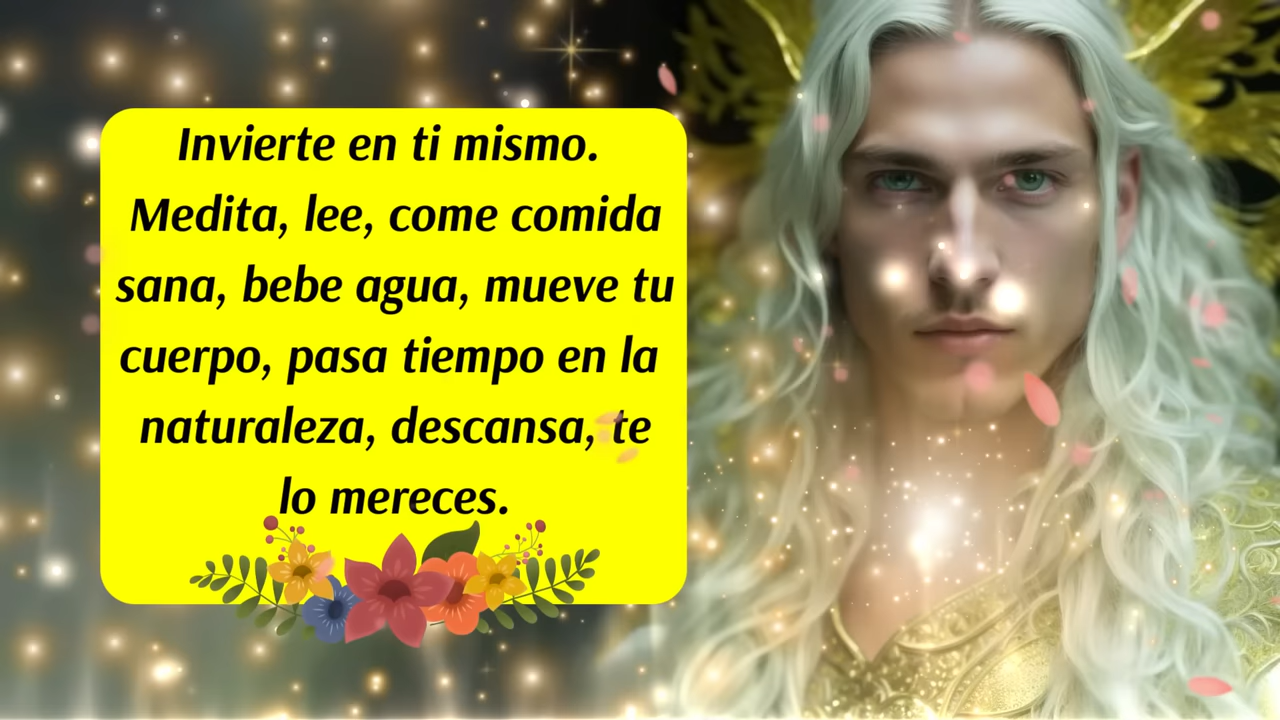 Invierte en ti mismo.
Medita, lee, come comida
sana, bebe agua, mueve tu
cuerpo, pasa tiempo en la
naturaleza, descansa, te
lo mereces.